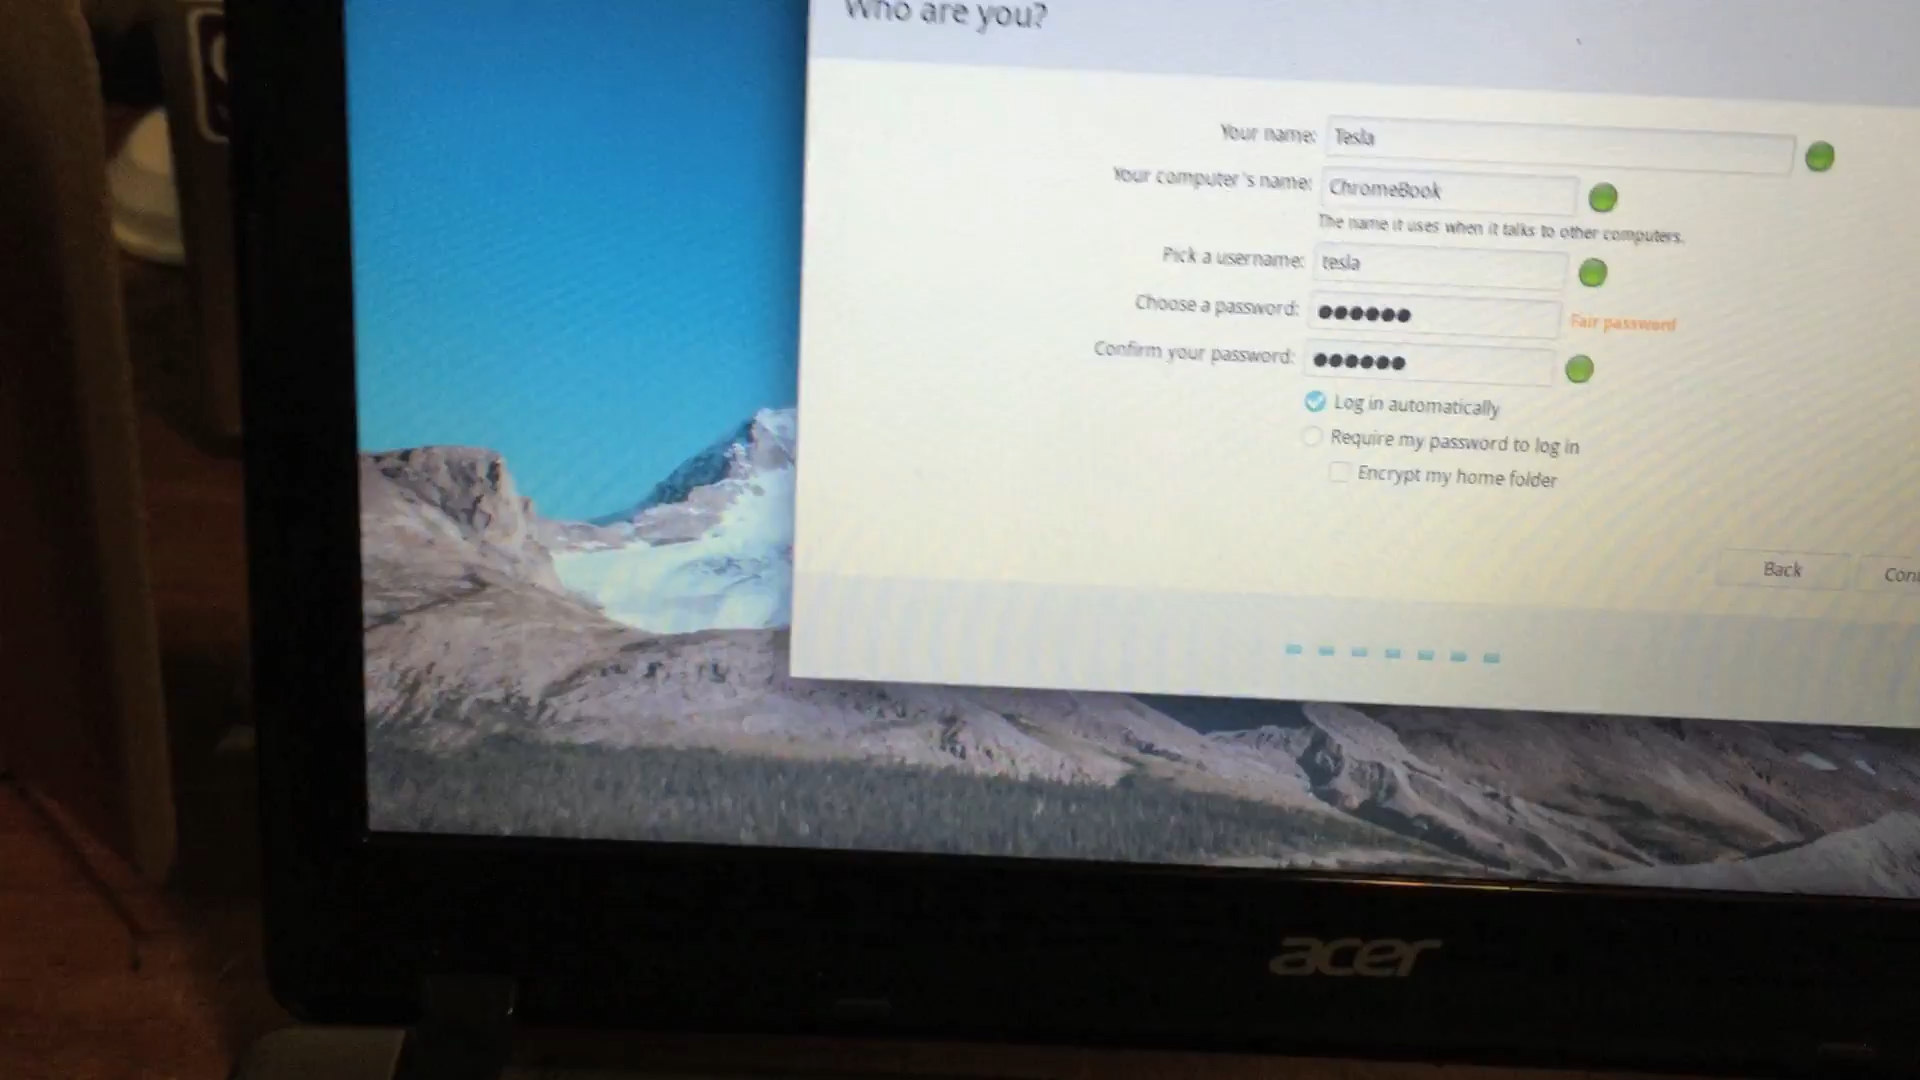 Who are you?
Your name: Tesla
Your computer's name: ChromeBook
The name it uses when it talks to other computers.
Pick a username: tesla
Choose a password: ●●●●●● Fair password
Confirm your password: ●●●●●●
Log in automatically
Require my password to log in
Encrypt my home folder
Back Cont
acer